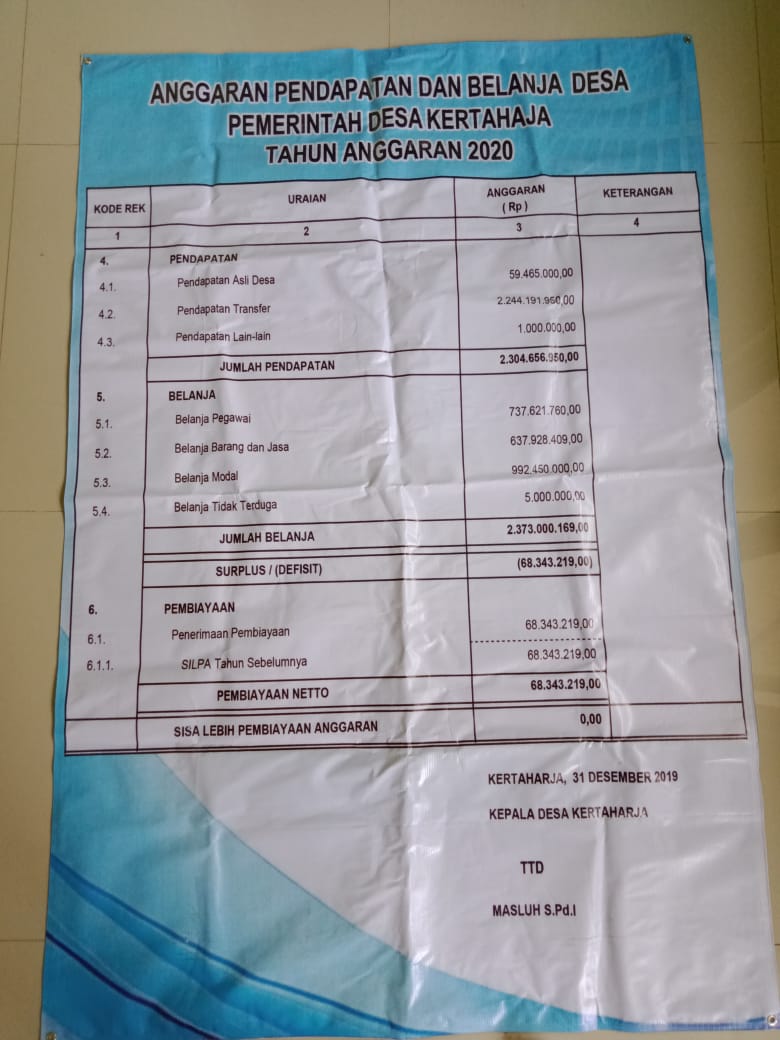 ANGGARAN PENDAPATAN DAN BELANJA DESA
PEMERINTAH DESA KERTAHAJA
TAHUN ANGGARAN 2020
KODE REK URAIAN ANGGARAN ( Rp ) KETERANGAN
1 2 3 4
4. PENDAPATAN
4.1. Pendapatan Asli Desa 59.465.000,00
4.2. Pendapatan Transfer 2.244.191.950,00
4.3. Pendapatan Lain-lain 1.000.000,00
JUMLAH PENDAPATAN 2.304.656.950,00
5. BELANJA
5.1. Belanja Pegawai 737.621.760,00
5.2. Belanja Barang dan Jasa 637.928.409,00
5.3. Belanja Modal 992.450.000,00
5.4. Belanja Tidak Terduga 5.000.000,00
JUMLAH BELANJA 2.373.000.169,00
SURPLUS / (DEFISIT) (68.343.219,00)
6. PEMBIAYAAN
6.1. Penerimaan Pembiayaan 68.343.219,00
6.1.1. SILPA Tahun Sebelumnya 68.343.219,00
PEMBIAYAAN NETTO 68.343.219,00
SISA LEBIH PEMBIAYAAN ANGGARAN 0,00
KERTAHARJA, 31 DESEMBER 2019
KEPALA DESA KERTAHARJA
TTD
MASLUH S.Pd.I